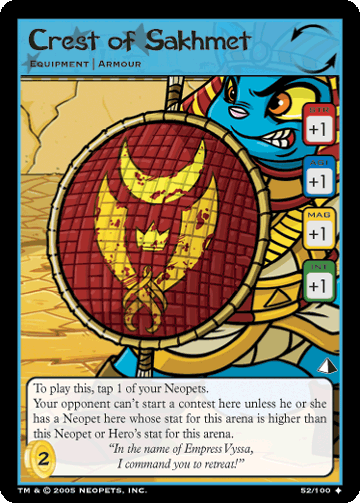 Crest of Sakhmet
Equipment | Armour
STR
+1
AGI
+1
MAG
+1
INT
+1
To play this, tap 1 of your Neopets.
Your opponent can't start a contest here unless he or she
has a Neopet here whose stat for this arena is higher than
this Neopet or Hero's stat for this arena.
"In the name of Empress Vyssa,
I command you to retreat!"
2
TM & © 2005 NEOPETS, INC.
52/100